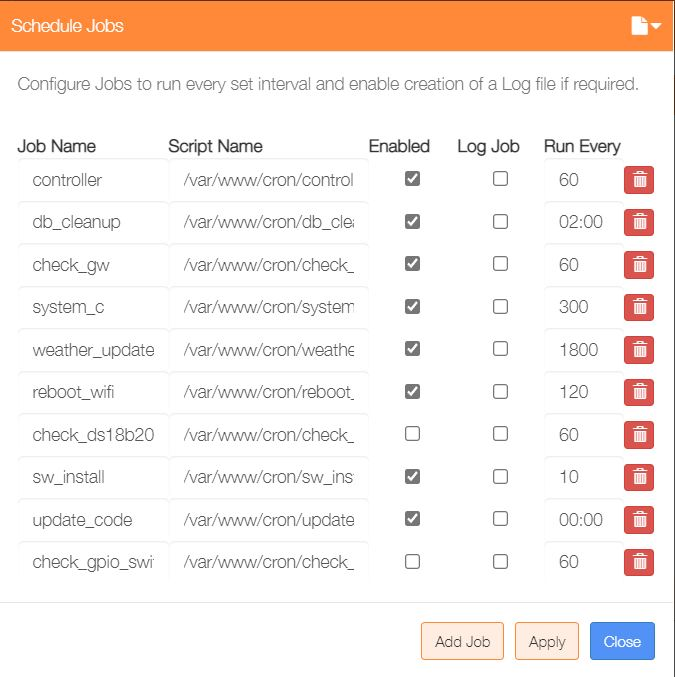 Schedule Jobs
Configure Jobs to run every set interval and enable creation of a Log file if required.
Job Name Script Name Enabled Log Job Run Every
controller /var/www/cron/control 60
db_cleanup /var/www/cron/db_clea 02:00
check_gw /var/www/cron/check_ 60
system_c /var/www/cron/system 300
weather_update /var/www/cron/weathe 1800
reboot_wifi /var/www/cron/reboot_ 120
check_ds18b20 /var/www/cron/check_ 60
sw_install /var/www/cron/sw_ins 10
update_code /var/www/cron/update 00:00
check_gpio_swi /var/www/cron/check_ 60
Add Job Apply Close